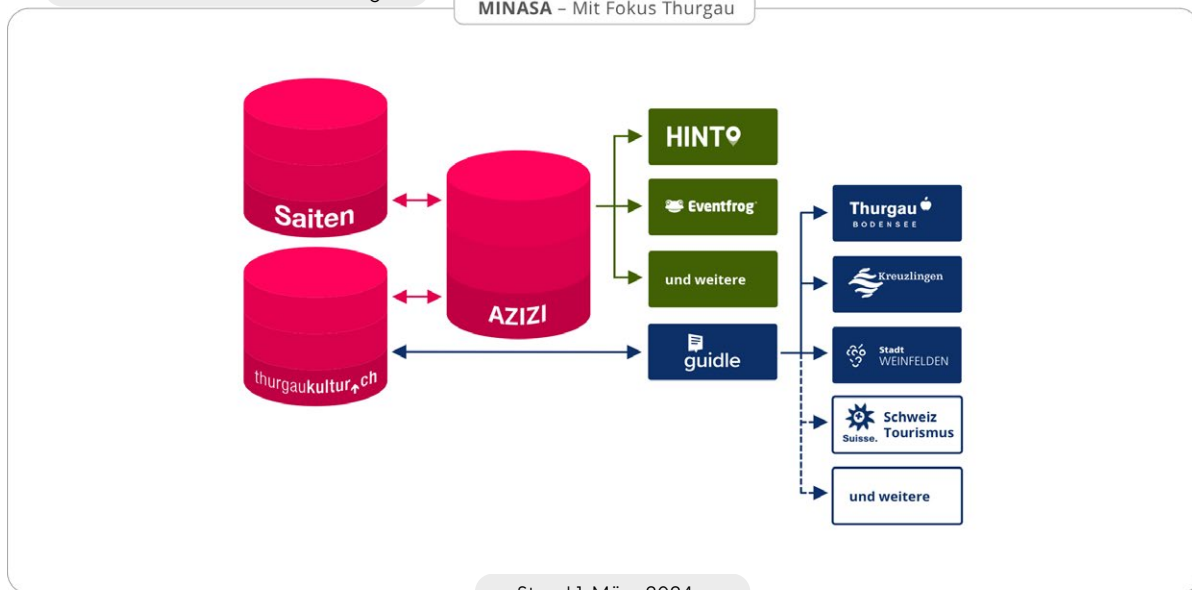 MINASA – Mit Fokus Thurgau
Saiten
thurgaukultur.ch
AZIZI
HINT
Eventfrog
und weitere
guidle
Thurgau
BODENSEE
Kreuzlingen
Stadt
WEINFELDEN
Suisse.
Schweiz
Tourismus
und weitere